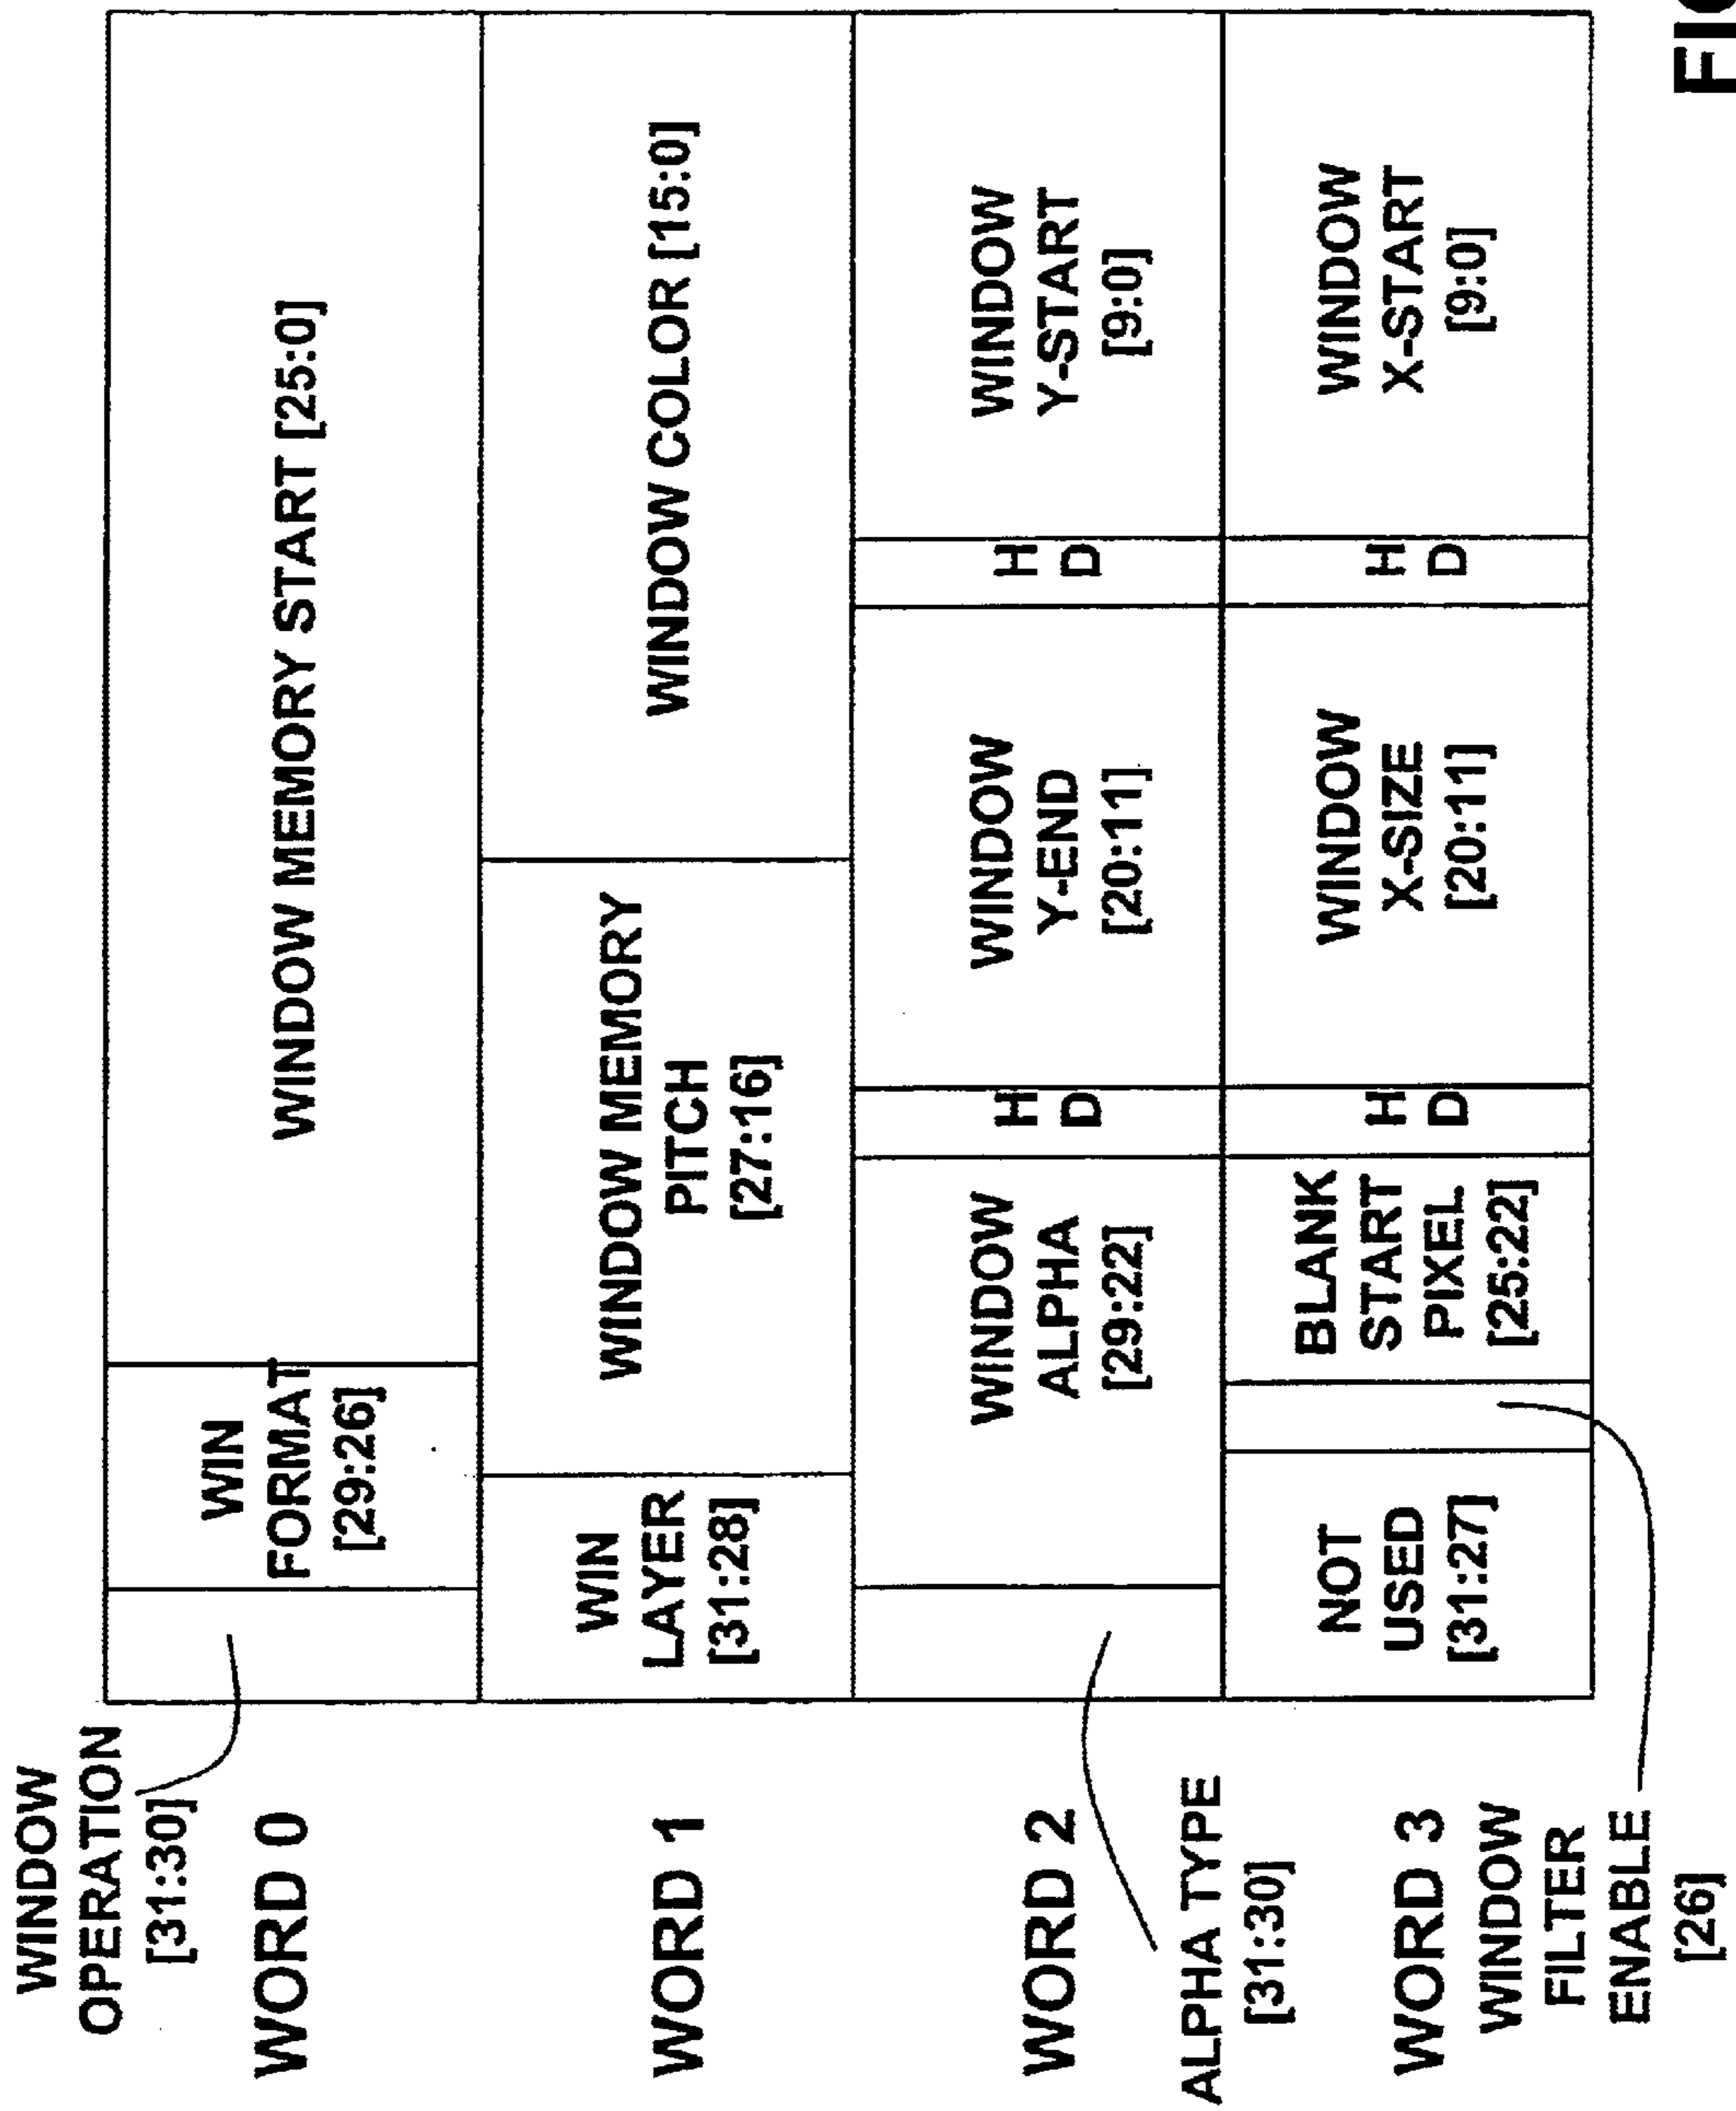 WINDOW
OPERATION
[31:30]
WORD 0
WIN
FORMAT
[29:26]
WINDOW MEMORY START [25:0]
WORD 1
WIN
LAYER
[31:28]
WINDOW MEMORY
PITCH
[27:16]
WINDOW COLOR [15:0]
WORD 2
ALPHA TYPE
[31:30]
WINDOW
ALPHA
[29:22]
H
D
WINDOW
Y-END
[20:11]
H
D
WINDOW
Y-START
[9:0]
WORD 3
WINDOW
FILTER
ENABLE
[26]
NOT
USED
[31:27]
BLANK
START
PIXEL
[25:22]
H
D
WINDOW
X-SIZE
[20:11]
H
D
WINDOW
X-START
[9:0]